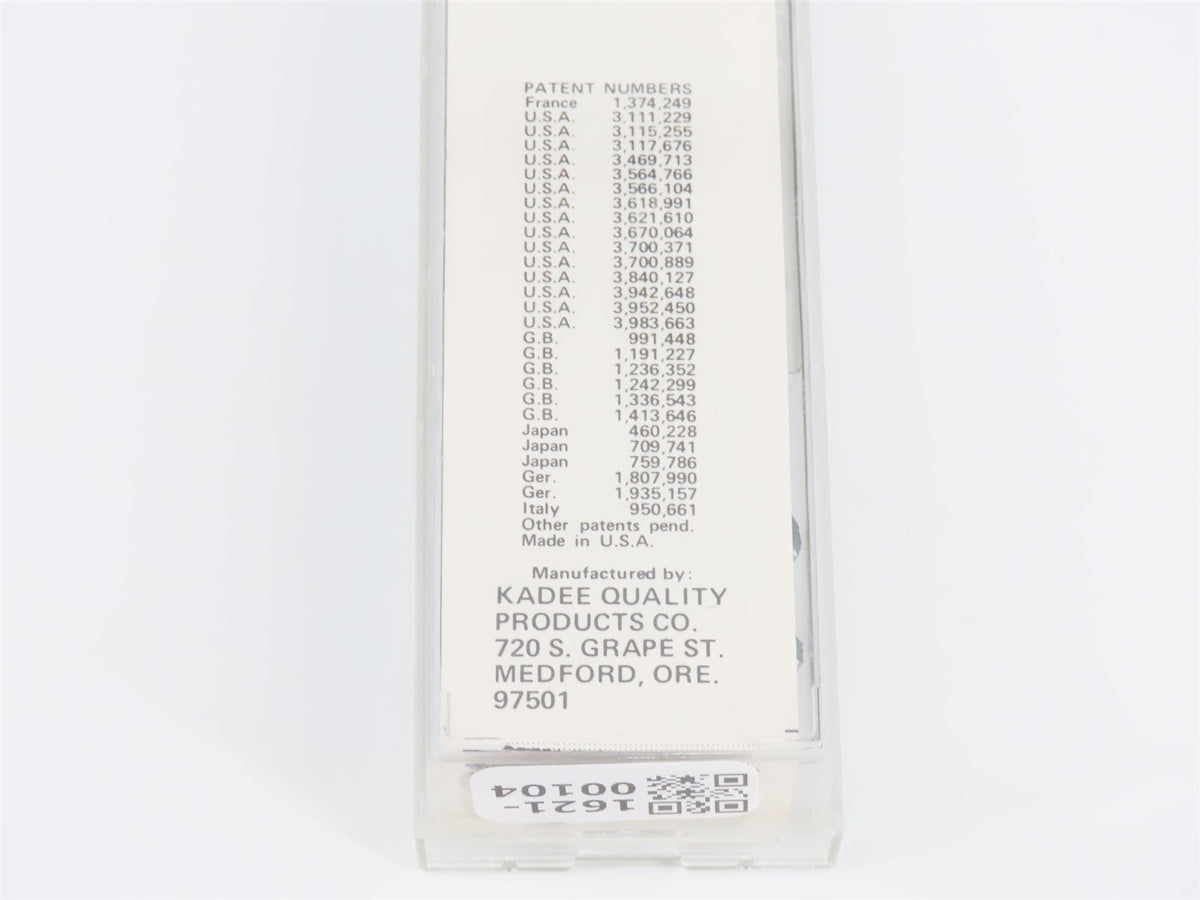 PATENT NUMBERS
France 1,374,249
U.S.A. 3,111,229
U.S.A. 3,115,255
U.S.A. 3,117,676
U.S.A. 3,469,713
U.S.A. 3,564,766
U.S.A. 3,566,104
U.S.A. 3,618,991
U.S.A. 3,621,610
U.S.A. 3,670,064
U.S.A. 3,700,371
U.S.A. 3,700,889
U.S.A. 3,840,127
U.S.A. 3,942,648
U.S.A. 3,952,450
U.S.A. 3,983,663
G.B. 991,448
G.B. 1,191,227
G.B. 1,236,352
G.B. 1,242,299
G.B. 1,336,543
G.B. 1,413,646
Japan 460,228
Japan 709,741
Japan 759,786
Ger. 1,807,990
Ger. 1,935,157
Italy 950,661
Other patents pend.
Made in U.S.A.
Manufactured by:
KADEE QUALITY
PRODUCTS CO.
720 S. GRAPE ST.
MEDFORD, ORE.
97501
1621-
00104